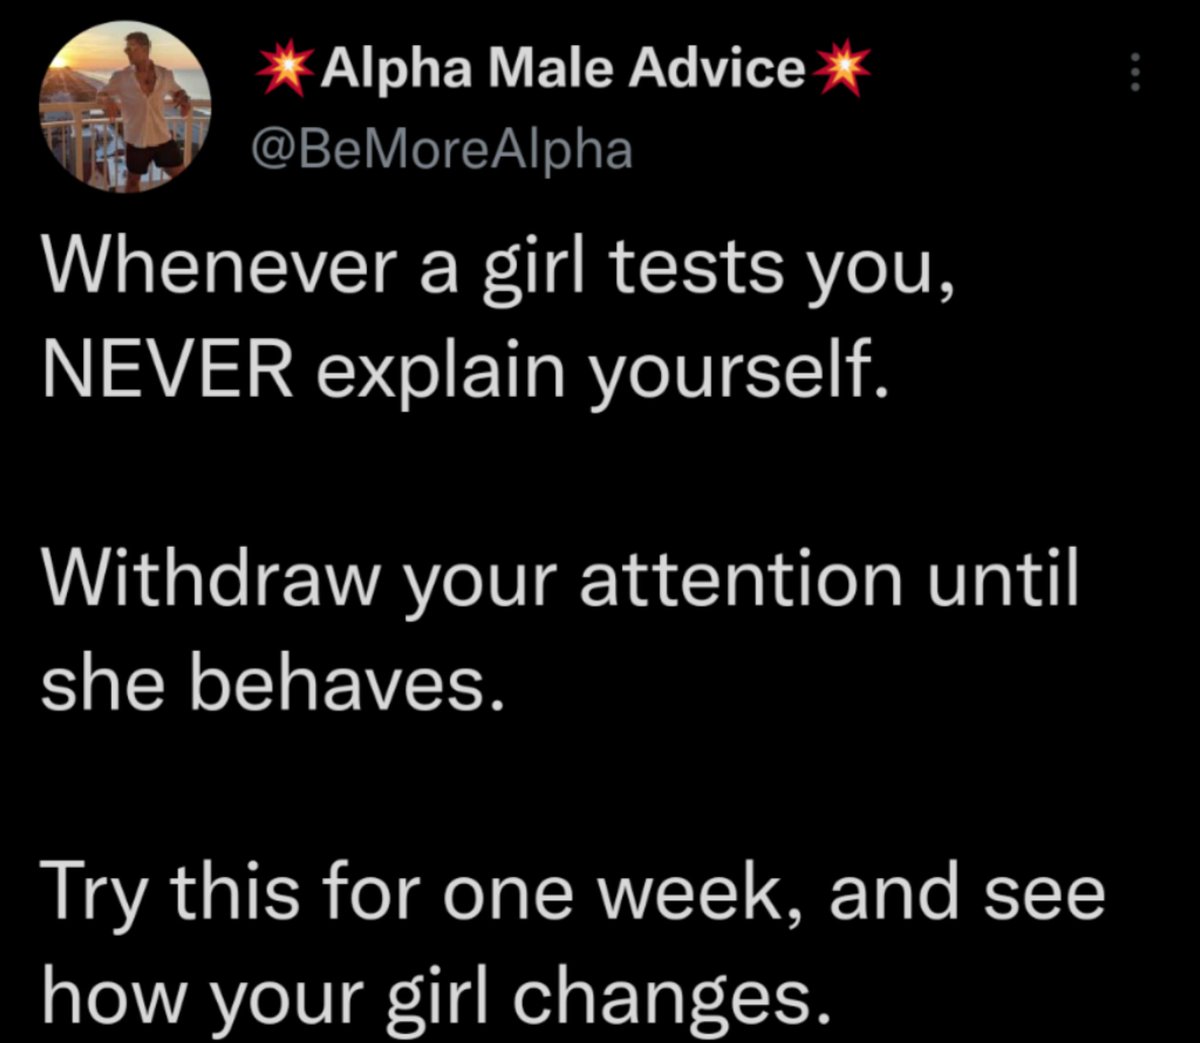 💥Alpha Male Advice💥
@BeMoreAlpha
Whenever a girl tests you,
NEVER explain yourself.
Withdraw your attention until
she behaves.
Try this for one week, and see
how your girl changes.